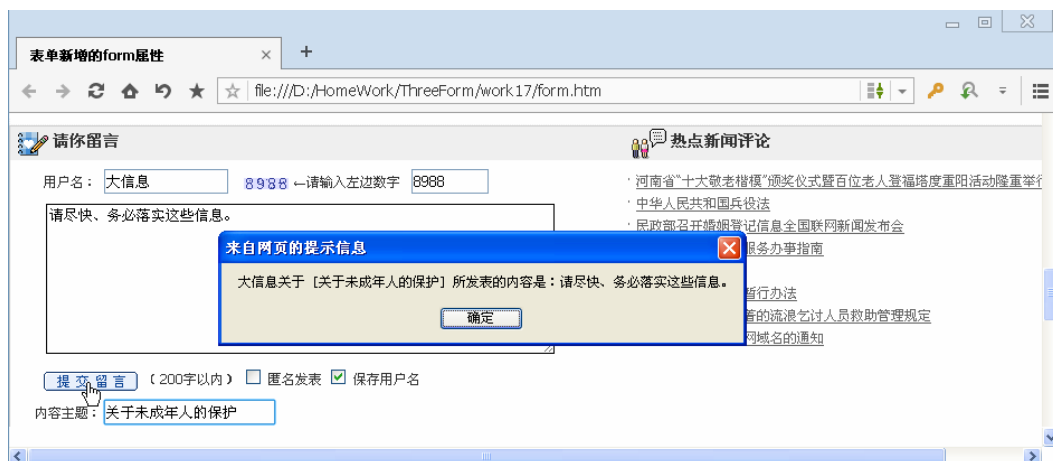 表单新增的form属性
file:///D:/HomeWork/ThreeForm/work17/form.htm
请你留言
热点新闻评论
用户名： 大信息 8988 ←请输入左边数字 8988
河南省“十大敬老楷模”颁奖仪式暨百位老人登福塔度重阳活动隆重举行
中华人民共和国兵役法
请尽快、务必落实这些信息。
民政部召开婚姻登记信息全国联网新闻发布会
来自网页的提示信息
服务办事指南
大信息关于 [关于未成年人的保护] 所发表的内容是：请尽快、务必落实这些信息。
暂行办法
确定
着的流浪乞讨人员救助管理规定
网域名的通知
提交留言 (200字以内) 匿名发表 保存用户名
内容主题： 关于未成年人的保护